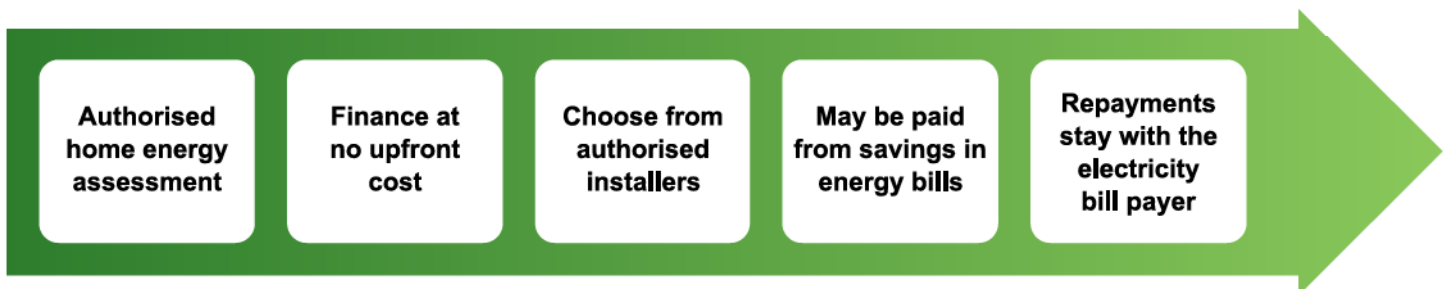 Authorised
home energy
assessment
Finance at
no upfront
cost
Choose from
authorised
installers
May be paid
from savings in
energy bills
Repayments
stay with the
electricity
bill payer